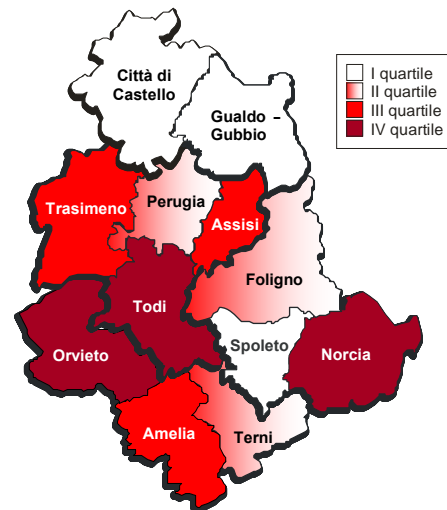 Città di
Castello
Gualdo –
Gubbio
I quartile
II quartile
III quartile
IV quartile
Trasimeno
Perugia
Assisi
Foligno
Todi
Orvieto
Spoleto
Norcia
Amelia
Terni